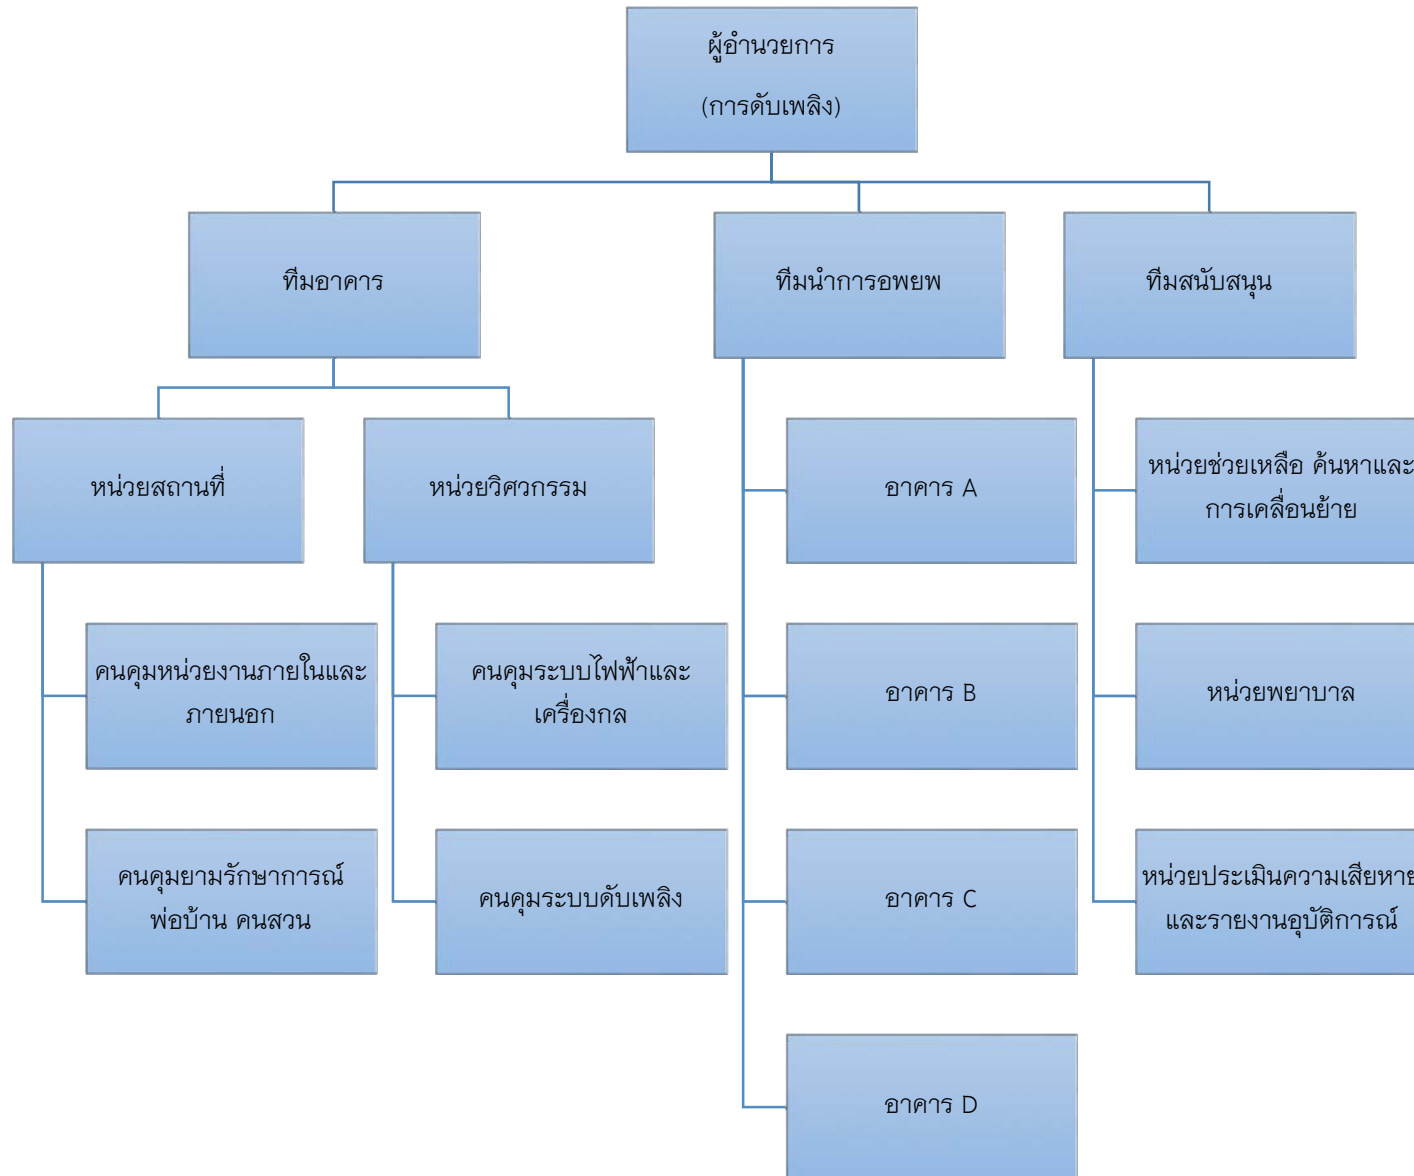 ผู้อำนวยการ
(การดับเพลิง)
ทีมอาคาร
ทีมนำการอพยพ
ทีมสนับสนุน
หน่วยสถานที่
หน่วยวิศวกรรม
อาคาร A
หน่วยช่วยเหลือ ค้นหาและ
การเคลื่อนย้าย
คนคุมหน่วยงานภายในและ
ภายนอก
คนคุมระบบไฟฟ้าและ
เครื่องกล
อาคาร B
หน่วยพยาบาล
คนคุมยามรักษาการณ์
พ่อบ้าน คนสวน
คนคุมระบบดับเพลิง
อาคาร C
หน่วยประเมินความเสียหาย
และรายงานอุบัติการณ์
อาคาร D